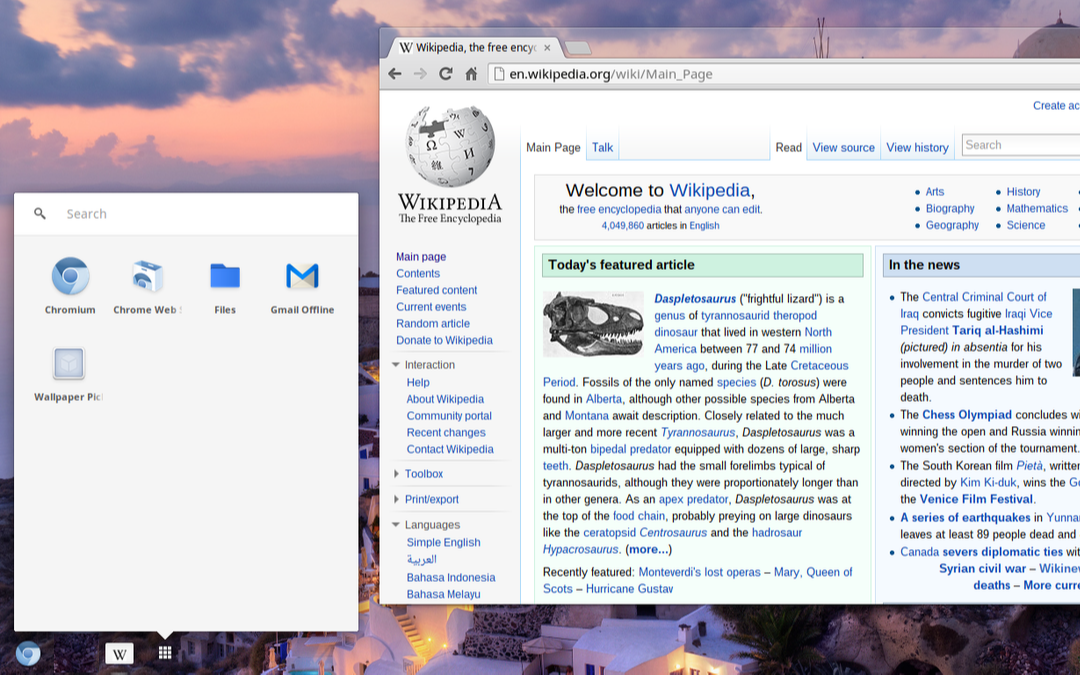 Search
Chromium
Chrome Web
Files
Gmail Offline
Wallpaper Pic
Wikipedia, the free ency
en.wikipedia.org/wiki/Main_Page
WIKIPEDIA
The Free Encyclopedia
Create ac
Main Page
Talk
Read
View source
View history
Search
Main page
Contents
Featured content
Current events
Random article
Donate to Wikipedia
Interaction
Help
About Wikipedia
Community portal
Recent changes
Contact Wikipedia
Toolbox
Print/export
Languages
Simple English
العربية
Bahasa Indonesia
Bahasa Melayu
Welcome to Wikipedia,
the free encyclopedia that anyone can edit.
4,049,860 articles in English
Arts
Biography
Geography
History
Mathematics
Science
Today's featured article
Daspletosaurus ("frightful lizard") is a
genus of tyrannosaurid theropod
dinosaur that lived in western North
America between 77 and 74 million
years ago, during the Late Cretaceous
Period. Fossils of the only named species (D. torosus) were
found in Alberta, although other possible species from Alberta
and Montana await description. Closely related to the much
larger and more recent Tyrannosaurus, Daspletosaurus was a
multi-ton bipedal predator equipped with dozens of large, sharp
teeth. Daspletosaurus had the small forelimbs typical of
tyrannosaurids, although they were proportionately longer than
in other genera. As an apex predator, Daspletosaurus was at
the top of the food chain, probably preying on large dinosaurs
like the ceratopsid Centrosaurus and the hadrosaur
Hypacrosaurus. (more...)
Recently featured: Monteverdi's lost operas – Mary, Queen of
Scots – Hurricane Gustav
In the news
The Central Criminal Court of
Iraq convicts fugitive Iraqi Vice
President Tariq al-Hashimi
(pictured) in absentia for his
involvement in the murder of two
people and sentences him to
death.
The Chess Olympiad concludes wi
winning the open and Russia winnin
women's section of the tournament.
The South Korean film Pietà, written
directed by Kim Ki-duk, wins the Go
the Venice Film Festival.
A series of earthquakes in Yunnan
leaves at least 89 people dead and
Canada severs diplomatic ties wit
Syrian civil war – Wikinew
deaths – More curre
W